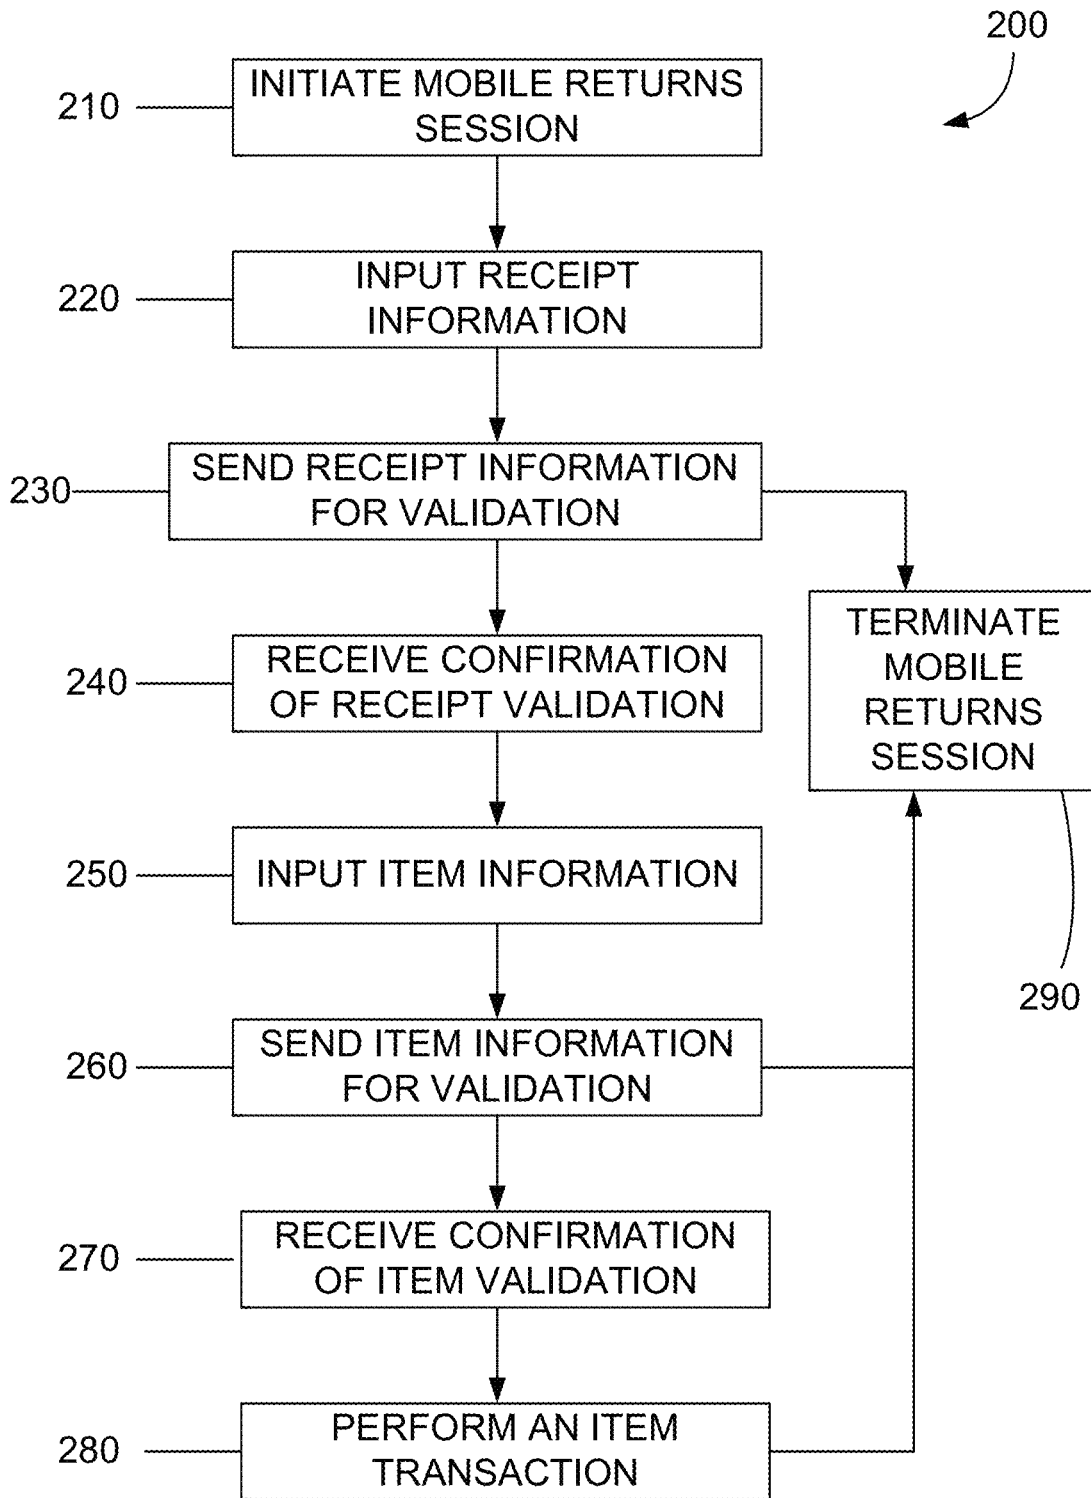 200
210
INITIATE MOBILE RETURNS
SESSION
220
INPUT RECEIPT
INFORMATION
230
SEND RECEIPT INFORMATION
FOR VALIDATION
240
RECEIVE CONFIRMATION
OF RECEIPT VALIDATION
TERMINATE
MOBILE
RETURNS
SESSION
290
250
INPUT ITEM INFORMATION
260
SEND ITEM INFORMATION
FOR VALIDATION
270
RECEIVE CONFIRMATION
OF ITEM VALIDATION
280
PERFORM AN ITEM
TRANSACTION